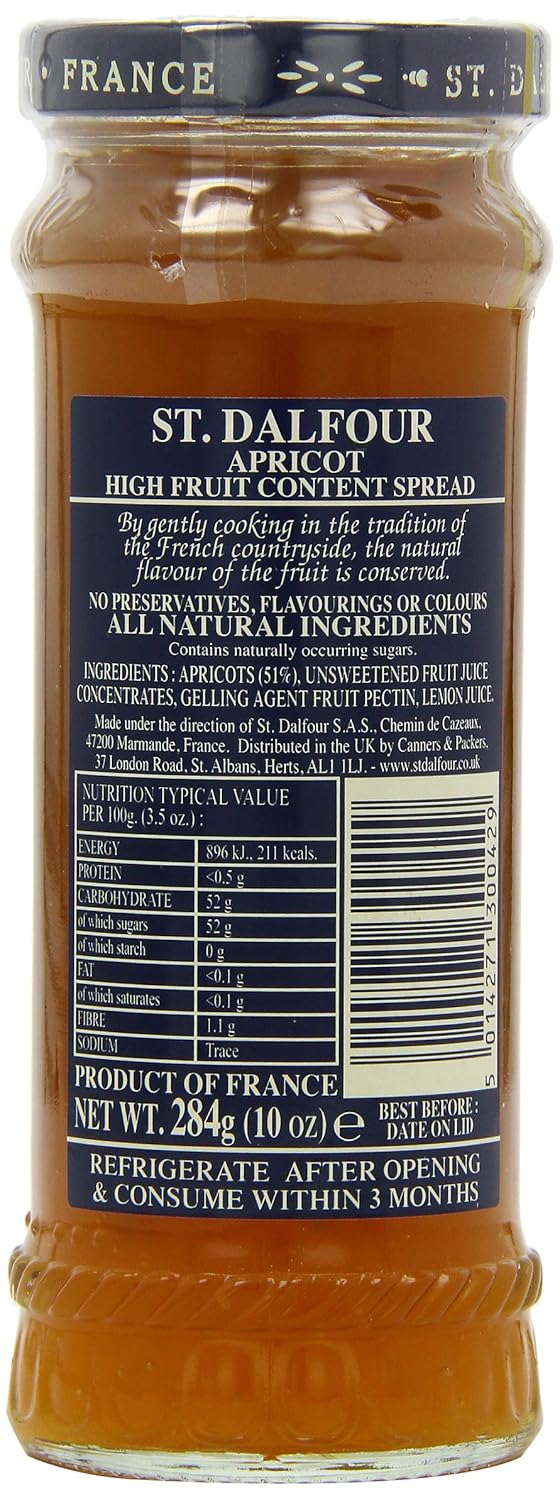 R • FRANCE ST. DAL
ST. DALFOUR
APRICOT
HIGH FRUIT CONTENT SPREAD
By gently cooking in the tradition of
the French countryside, the natural
flavour of the fruit is conserved.
NO PRESERVATIVES, FLAVOURINGS OR COLOURS
ALL NATURAL INGREDIENTS
Contains naturally occurring sugars.
INGREDIENTS : APRICOTS (51%), UNSWEETENED FRUIT JUICE
CONCENTRATES, GELLING AGENT FRUIT PECTIN, LEMON JUICE.
Made under the direction of St. Dalfour S.A.S., Chemin de Cazeaux,
47200 Marmande, France. Distributed in the UK by Canners & Packers,
37 London Road, St. Albans, Herts, AL1 1LJ. - www.stdalfour.co.uk
NUTRITION TYPICAL VALUE
PER 100g. (3.5 oz.) :
ENERGY 896 kJ., 211 kcals.
PROTEIN <0.5 g
CARBOHYDRATE 52 g
of which sugars 52 g
of which starch 0 g
FAT <0.1 g
of which saturates <0.1 g
FIBRE 1.1 g
SODIUM Trace
5 014271 300429
PRODUCT OF FRANCE
NET WT. 284g (10 oz) e
BEST BEFORE :
DATE ON LID
REFRIGERATE AFTER OPENING
& CONSUME WITHIN 3 MONTHS